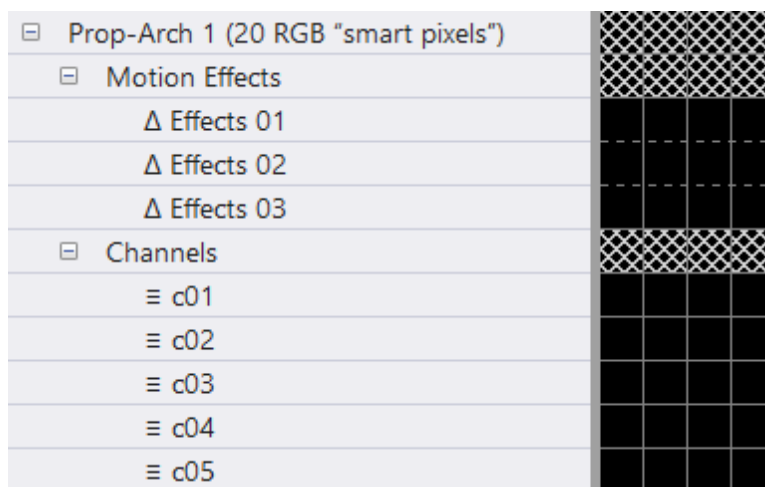 Prop-Arch 1 (20 RGB “smart pixels”)
Motion Effects
Δ Effects 01
Δ Effects 02
Δ Effects 03
Channels
≡ c01
≡ c02
≡ c03
≡ c04
≡ c05